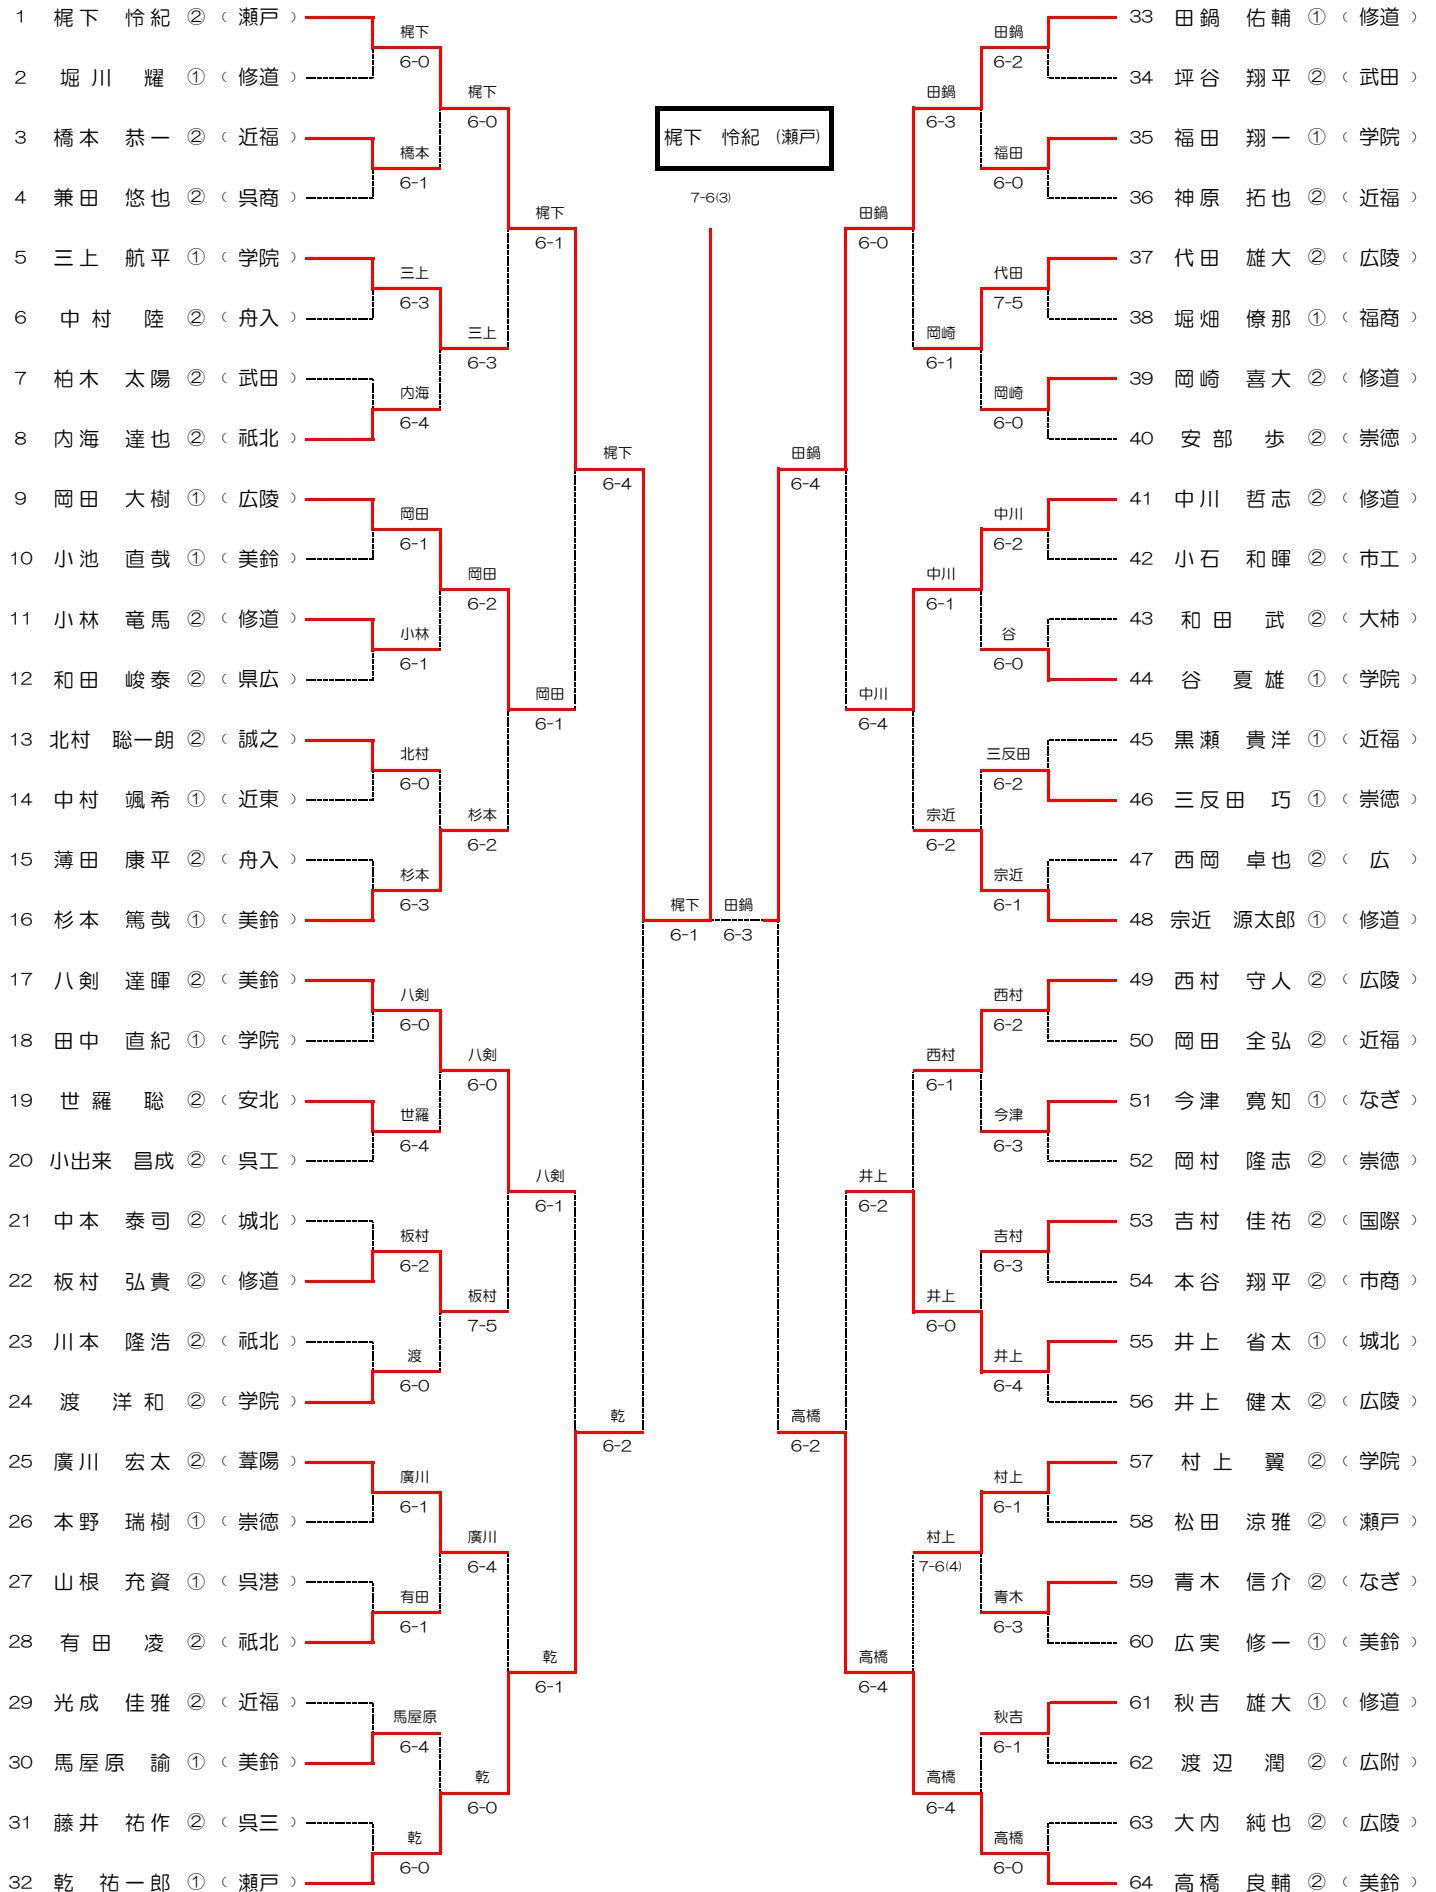 1 梶下 怜紀 ② （ 瀬戸 ）
2 堀川 耀 ① （ 修道 ）
3 橋本 恭一 ② （ 近福 ）
4 兼田 悠也 ② （ 呉商 ）
5 三上 航平 ① （ 学院 ）
6 中村 陸 ② （ 舟入 ）
7 柏木 太陽 ② （ 武田 ）
8 内海 達也 ② （ 祇北 ）
9 岡田 大樹 ① （ 広陵 ）
10 小池 直哉 ① （ 美鈴 ）
11 小林 竜馬 ② （ 修道 ）
12 和田 峻泰 ② （ 県広 ）
13 北村 聡一朗 ② （ 誠之 ）
14 中村 颯希 ① （ 近東 ）
15 薄田 康平 ② （ 舟入 ）
16 杉本 篤哉 ① （ 美鈴 ）
17 八剣 達暉 ② （ 美鈴 ）
18 田中 直紀 ① （ 学院 ）
19 世羅 聡 ② （ 安北 ）
20 小出来 昌成 ② （ 呉工 ）
21 中本 泰司 ② （ 城北 ）
22 板村 弘貴 ② （ 修道 ）
23 川本 隆浩 ② （ 祇北 ）
24 渡 洋和 ② （ 学院 ）
25 廣川 宏太 ② （ 葦陽 ）
26 本野 瑞樹 ① （ 崇徳 ）
27 山根 充資 ① （ 呉港 ）
28 有田 凌 ② （ 祇北 ）
29 光成 佳雅 ② （ 近福 ）
30 馬屋原 諭 ① （ 美鈴 ）
31 藤井 祐作 ② （ 呉三 ）
32 乾 祐一郎 ① （ 瀬戸 ）
梶下
6-0
橋本
6-1
三上
6-3
内海
6-4
岡田
6-1
小林
6-1
北村
6-0
杉本
6-3
八剣
6-0
世羅
6-4
板村
6-2
渡
6-0
廣川
6-1
有田
6-1
馬屋原
6-4
乾
6-0
梶下
6-0
三上
6-3
岡田
6-2
杉本
6-2
八剣
6-0
板村
7-5
廣川
6-4
乾
6-0
梶下
6-1
岡田
6-1
八剣
6-1
乾
6-1
梶下
6-4
乾
6-2
梶下
6-1
梶下 怜紀 (瀬戸)
7-6(3)
田鍋
6-3
田鍋
6-4
高橋
6-2
田鍋
6-0
中川
6-4
井上
6-2
高橋
6-4
田鍋
6-3
岡崎
6-1
中川
6-1
宗近
6-2
西村
6-1
井上
6-0
村上
7-6(4)
高橋
6-4
田鍋
6-2
福田
6-0
代田
7-5
岡崎
6-0
中川
6-2
谷
6-0
三反田
6-2
宗近
6-1
西村
6-2
今津
6-3
吉村
6-3
井上
6-4
村上
6-1
青木
6-3
秋吉
6-1
高橋
6-0
33 田鍋 佑輔 ① （ 修道 ）
34 坪谷 翔平 ② （ 武田 ）
35 福田 翔一 ① （ 学院 ）
36 神原 拓也 ② （ 近福 ）
37 代田 雄大 ② （ 広陵 ）
38 堀畑 僚那 ① （ 福商 ）
39 岡崎 喜大 ② （ 修道 ）
40 安部 歩 ② （ 崇徳 ）
41 中川 哲志 ② （ 修道 ）
42 小石 和暉 ② （ 市工 ）
43 和田 武 ② （ 大柿 ）
44 谷 夏雄 ① （ 学院 ）
45 黒瀬 貴洋 ① （ 近福 ）
46 三反田 巧 ① （ 崇徳 ）
47 西岡 卓也 ② （ 広 ）
48 宗近 源太郎 ① （ 修道 ）
49 西村 守人 ② （ 広陵 ）
50 岡田 全弘 ② （ 近福 ）
51 今津 寛知 ① （ なぎ ）
52 岡村 隆志 ② （ 崇徳 ）
53 吉村 佳祐 ② （ 国際 ）
54 本谷 翔平 ② （ 市商 ）
55 井上 省太 ① （ 城北 ）
56 井上 健太 ② （ 広陵 ）
57 村上 翼 ② （ 学院 ）
58 松田 涼雅 ② （ 瀬戸 ）
59 青木 信介 ② （ なぎ ）
60 広実 修一 ① （ 美鈴 ）
61 秋吉 雄大 ① （ 修道 ）
62 渡辺 潤 ② （ 広附 ）
63 大内 純也 ② （ 広陵 ）
64 高橋 良輔 ② （ 美鈴 ）